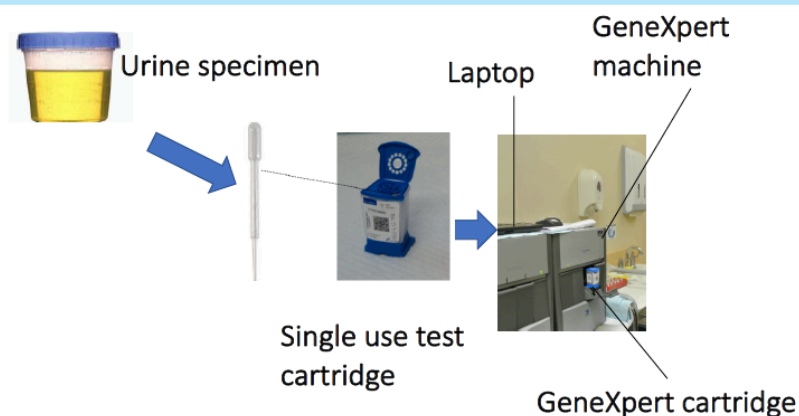 Urine specimen
Laptop
GeneXpert
machine
Single use test
cartridge
GeneXpert cartridge